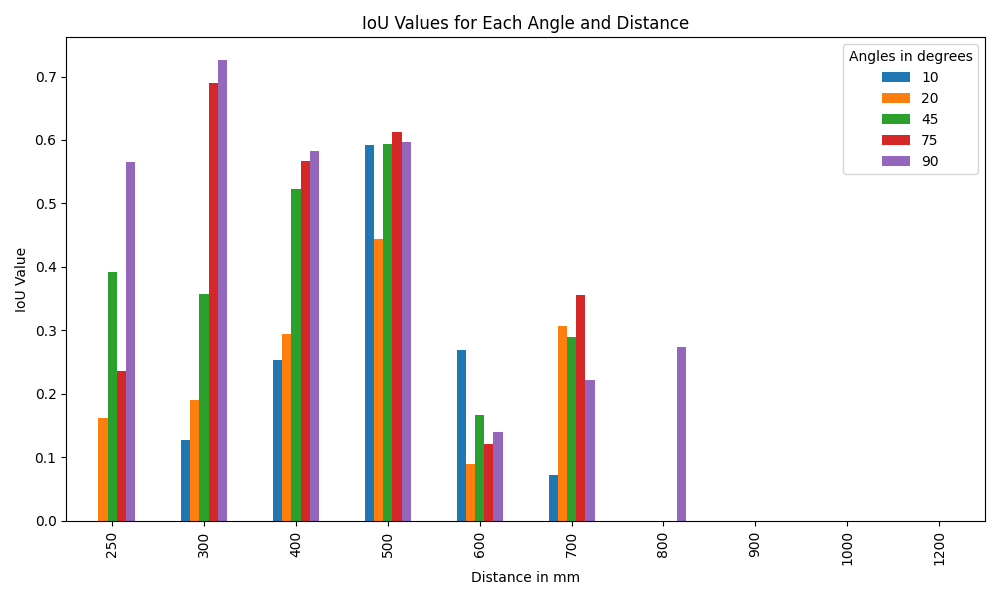 IoU Values for Each Angle and Distance
Angles in degrees
10
20
45
75
90
IoU Value
0.7
0.6
0.5
0.4
0.3
0.2
0.1
0.0
250 300 400 500 600 700 800 900 1000 1200
Distance in mm